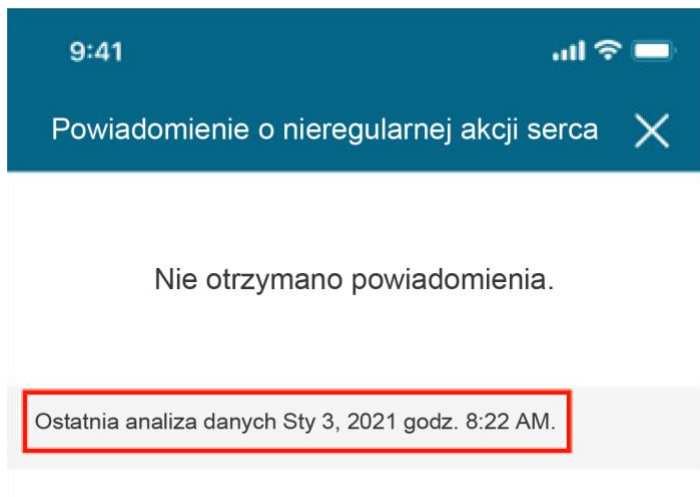 9:41
Powiadomienie o nieregularnej akcji serca
Nie otrzymano powiadomienia.
Ostatnia analiza danych Sty 3, 2021 godz. 8:22 AM.